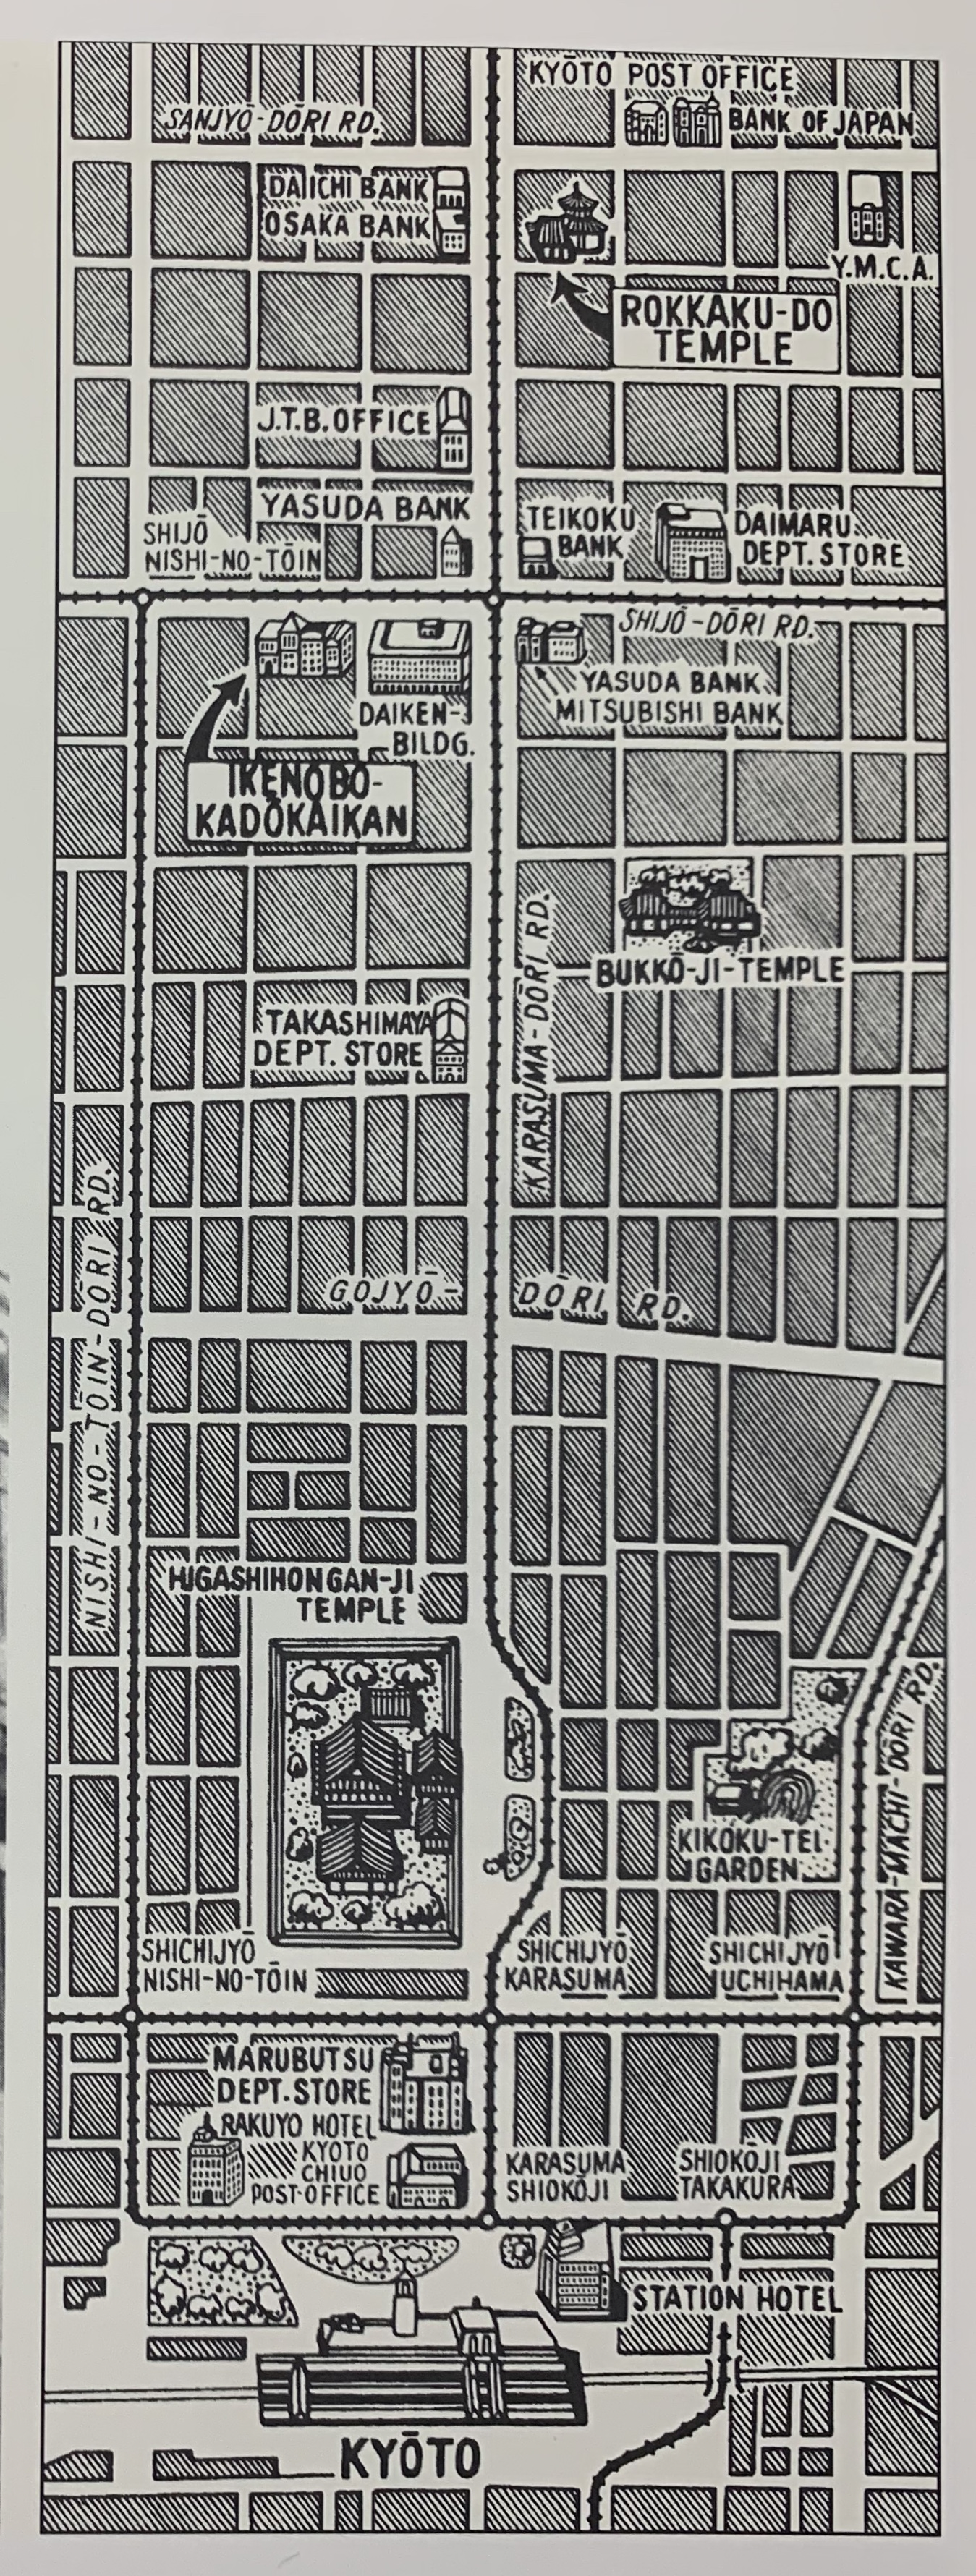 KYŌTO POST OFFICE
SANJYŌ-DŌRI RD.
BANK OF JAPAN
DAIICHI BANK
OSAKA BANK
Y.M.C.A.
ROKKAKU-DO
TEMPLE
J.T.B. OFFICE
YASUDA BANK
SHIJŌ
NISHI-NO-TŌIN
TEIKOKU
BANK
DAIMARU
DEPT. STORE
SHIJŌ-DŌRI RD.
YASUDA BANK
MITSUBISHI BANK
DAIKEN-
BILDG.
IKENOBŌ-
KADŌKAIKAN
KARASUMA-DŌRI RD.
BUKKŌ-JI-TEMPLE
TAKASHIMAYA
DEPT. STORE
NISHI-NO-TŌIN-DŌRI RD.
GOJYŌ-DŌRI RD.
HIGASHIHONGAN-JI
TEMPLE
KAWARA-MACHI-DŌRI RD.
KIKOKU-TEI
GARDEN
SHICHIJYŌ
NISHI-NO-TŌIN
SHICHIJYŌ
KARASUMA
SHICHIJYŌ
UCHIHAMA
MARUBUTSU
DEPT. STORE
RAKUYO HOTEL
KYOTO
CHIUO
POST-OFFICE
KARASUMA
SHIOKŌJI
SHIOKŌJI
TAKAKURA
STATION HOTEL
KYŌTO